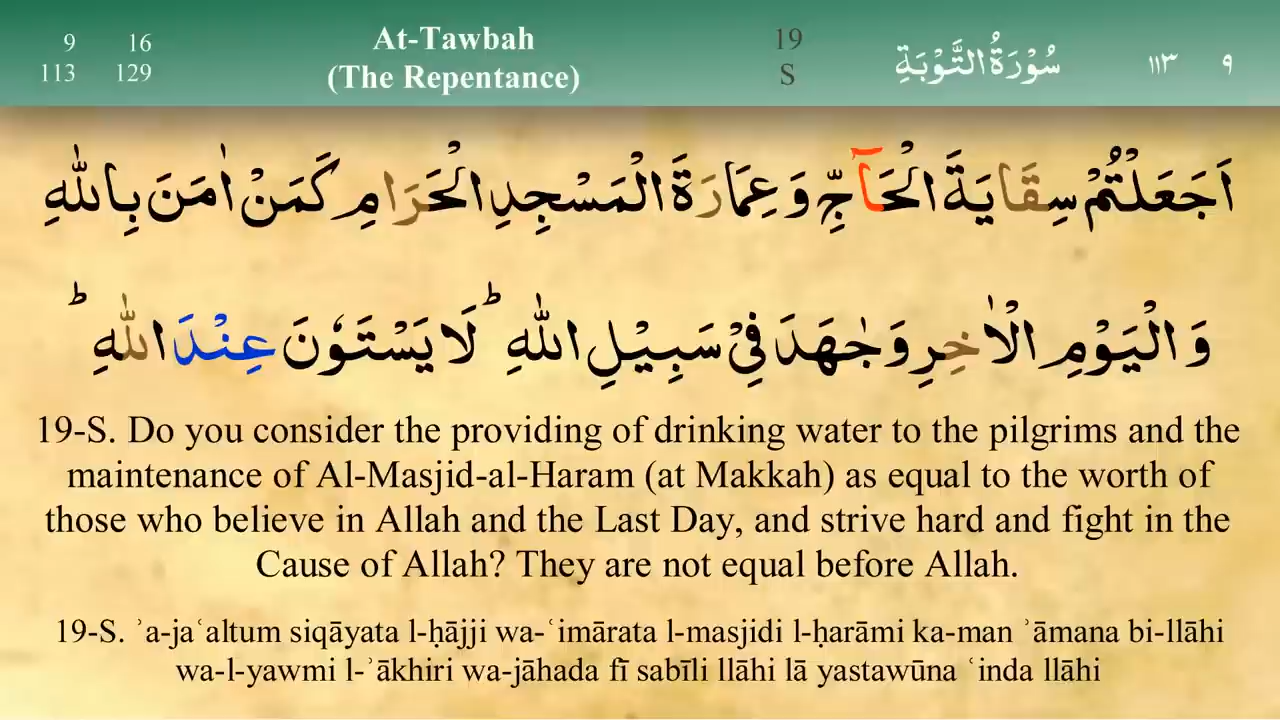 9 16
113 129
At-Tawbah
(The Repentance)
19
S
سُوْرَةُ التَّوْبَةِ
١١٣ ٩
اَجَعَلْتُمْ سِقَايَةَ الْحَآجِّ وَعِمَارَةَ الْمَسْجِدِ الْحَرَامِ كَمَنْ اٰمَنَ بِاللّٰهِ
وَالْيَوْمِ الْاٰخِرِ وَجٰهَدَ فِىْ سَبِيْلِ اللّٰهِ ؕ لَا يَسْتَوٗنَ عِنْدَ اللّٰهِ ؕ
19-S. Do you consider the providing of drinking water to the pilgrims and the
maintenance of Al-Masjid-al-Haram (at Makkah) as equal to the worth of
those who believe in Allah and the Last Day, and strive hard and fight in the
Cause of Allah? They are not equal before Allah.
19-S. ʾa-jaʿaltum siqāyata l-ḥājji wa-ʿimārata l-masjidi l-ḥarāmi ka-man ʾāmana bi-llāhi
wa-l-yawmi l-ʾākhiri wa-jāhada fī sabīli llāhi lā yastawūna ʿinda llāhi